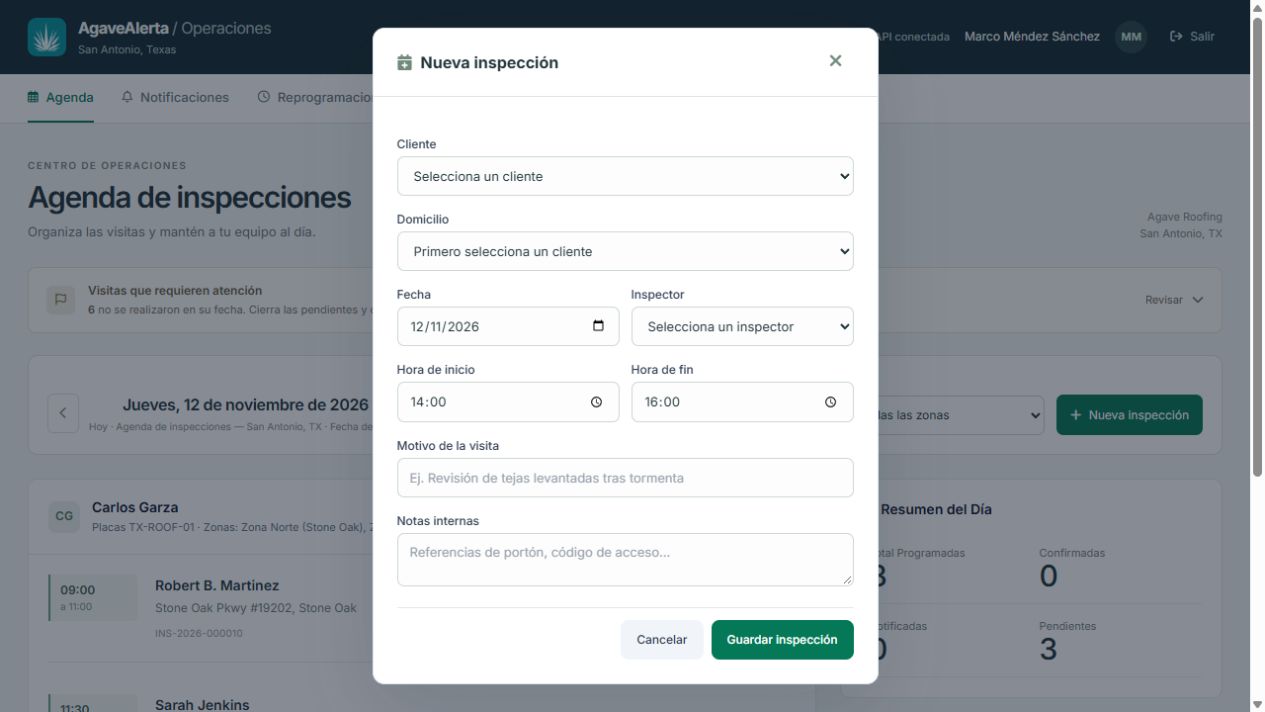 AgaveAlerta / Operaciones
San Antonio, Texas
API conectada
Marco Méndez Sánchez
MM
Salir
Agenda
Notificaciones
CENTRO DE OPERACIONES
Agenda de inspecciones
Organiza las visitas y mantén a tu equipo al día.
Agave Roofing
San Antonio, TX
Visitas que requieren atención
6 no se realizaron en su fecha. Cierra las pendientes y
Revisar
Jueves, 12 de noviembre de 2026
Hoy · Agenda de inspecciones — San Antonio, TX · Fecha
las zonas
+ Nueva inspección
CG
Carlos Garza
Placas TX-ROOF-01 · Zonas: Zona Norte (Stone Oak),
09:00
a 11:00
Robert B. Martinez
Stone Oak Pkwy #19202, Stone Oak
INS-2026-000010
11:30
Sarah Jenkins
Resumen del Día
Programadas
3
Confirmadas
0
Pendientes
3
Nueva inspección
Cliente
Selecciona un cliente
Domicilio
Primero selecciona un cliente
Fecha
Inspector
12/11/2026
Selecciona un inspector
Hora de inicio
Hora de fin
14:00
16:00
Motivo de la visita
Ej. Revisión de tejas levantadas tras tormenta
Notas internas
Referencias de portón, código de acceso...
Cancelar
Guardar inspección